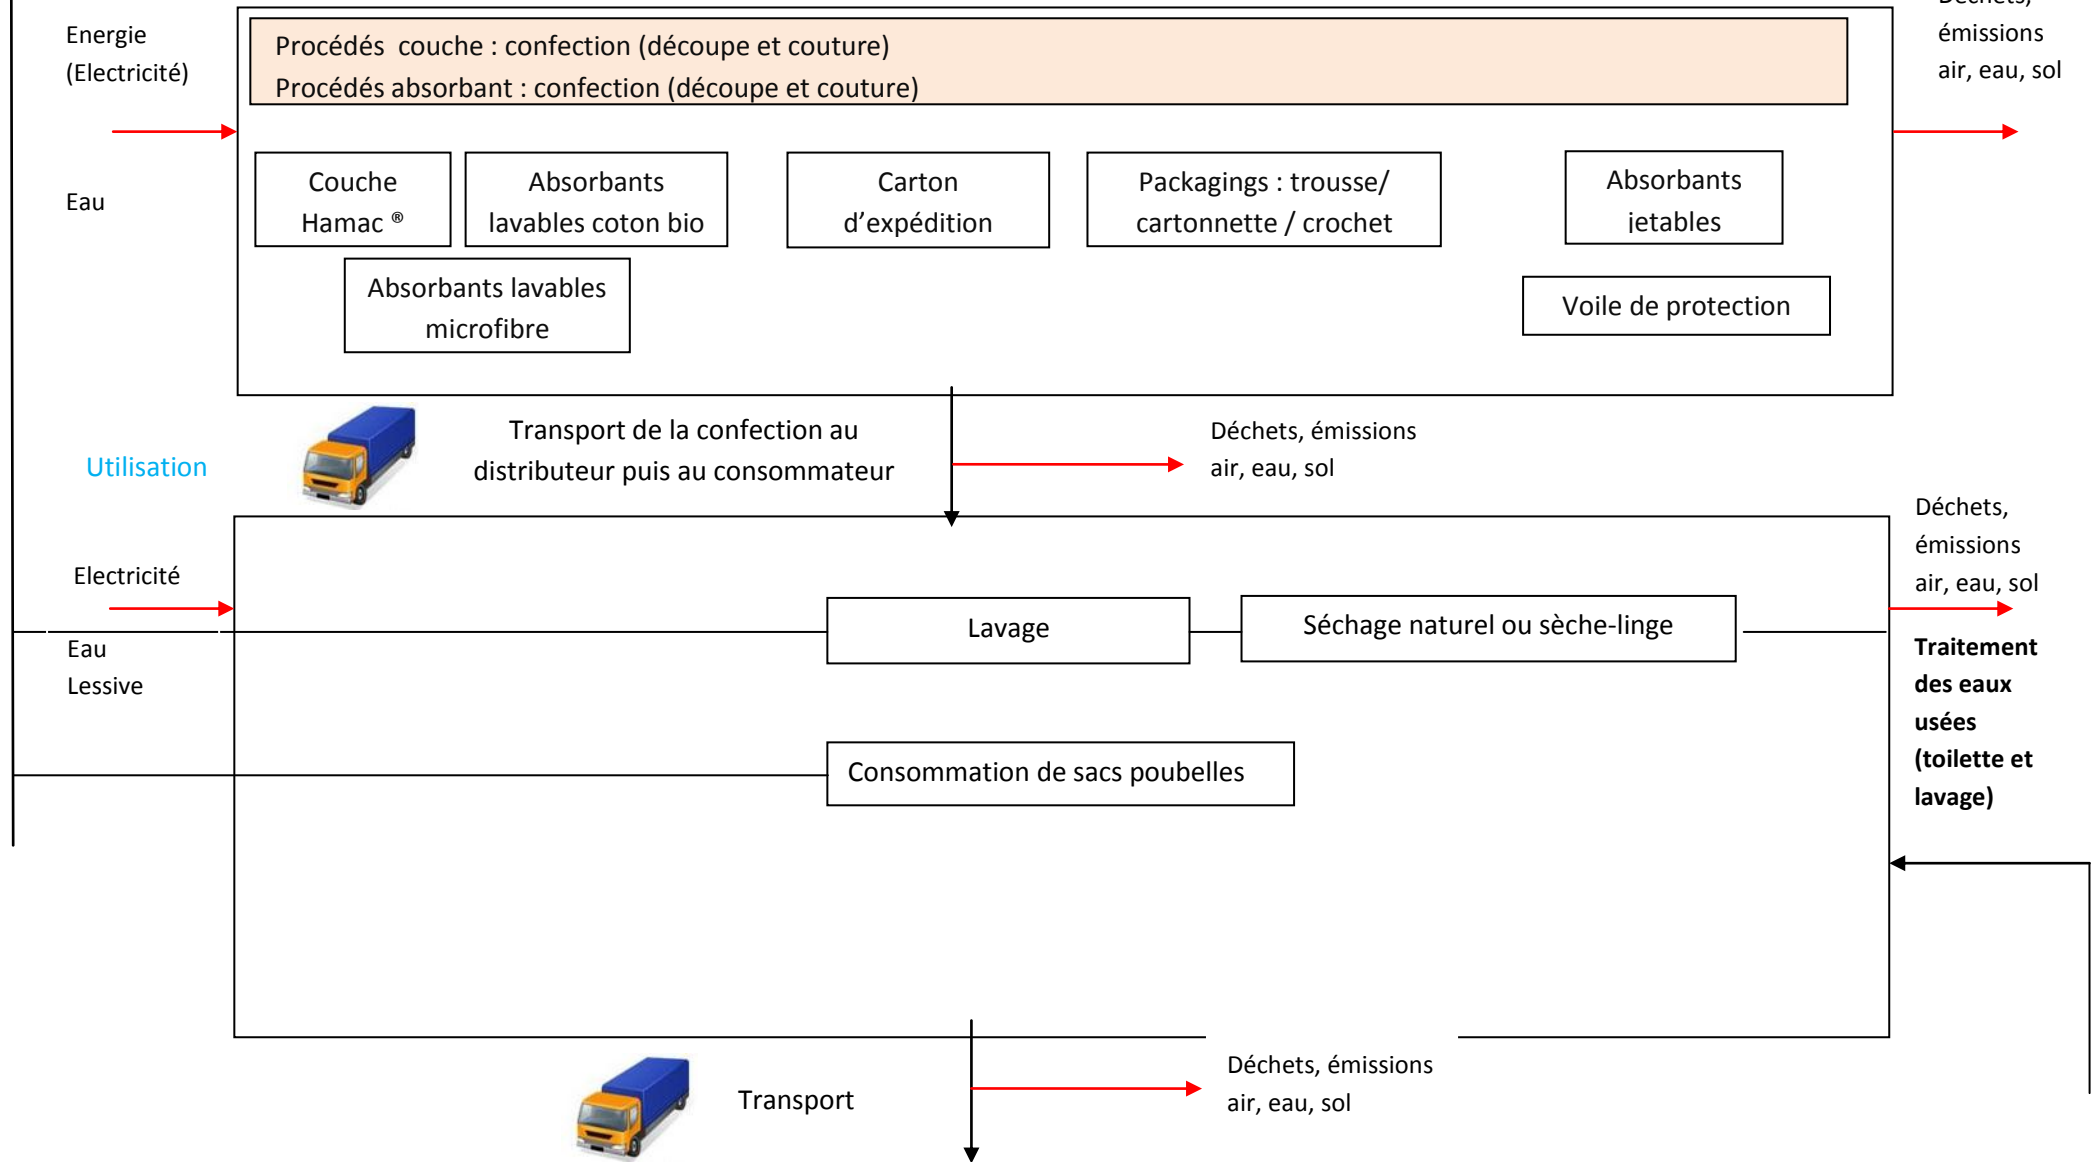 Déchets,
émissions
air, eau, sol
Energie
(Electricité)
Eau
Procédés couche : confection (découpe et couture)
Procédés absorbant : confection (découpe et couture)
Couche
Hamac ®
Absorbants
lavables coton bio
Carton
d’expédition
Packagings : trousse/
cartonnette / crochet
Absorbants
jetables
Absorbants lavables
microfibre
Voile de protection
Utilisation
Transport de la confection au
distributeur puis au consommateur
Déchets, émissions
air, eau, sol
Electricité
Eau
Lessive
Lavage
Séchage naturel ou sèche-linge
Consommation de sacs poubelles
Déchets,
émissions
air, eau, sol
Traitement
des eaux
usées
(toilette et
lavage)
Transport
Déchets, émissions
air, eau, sol